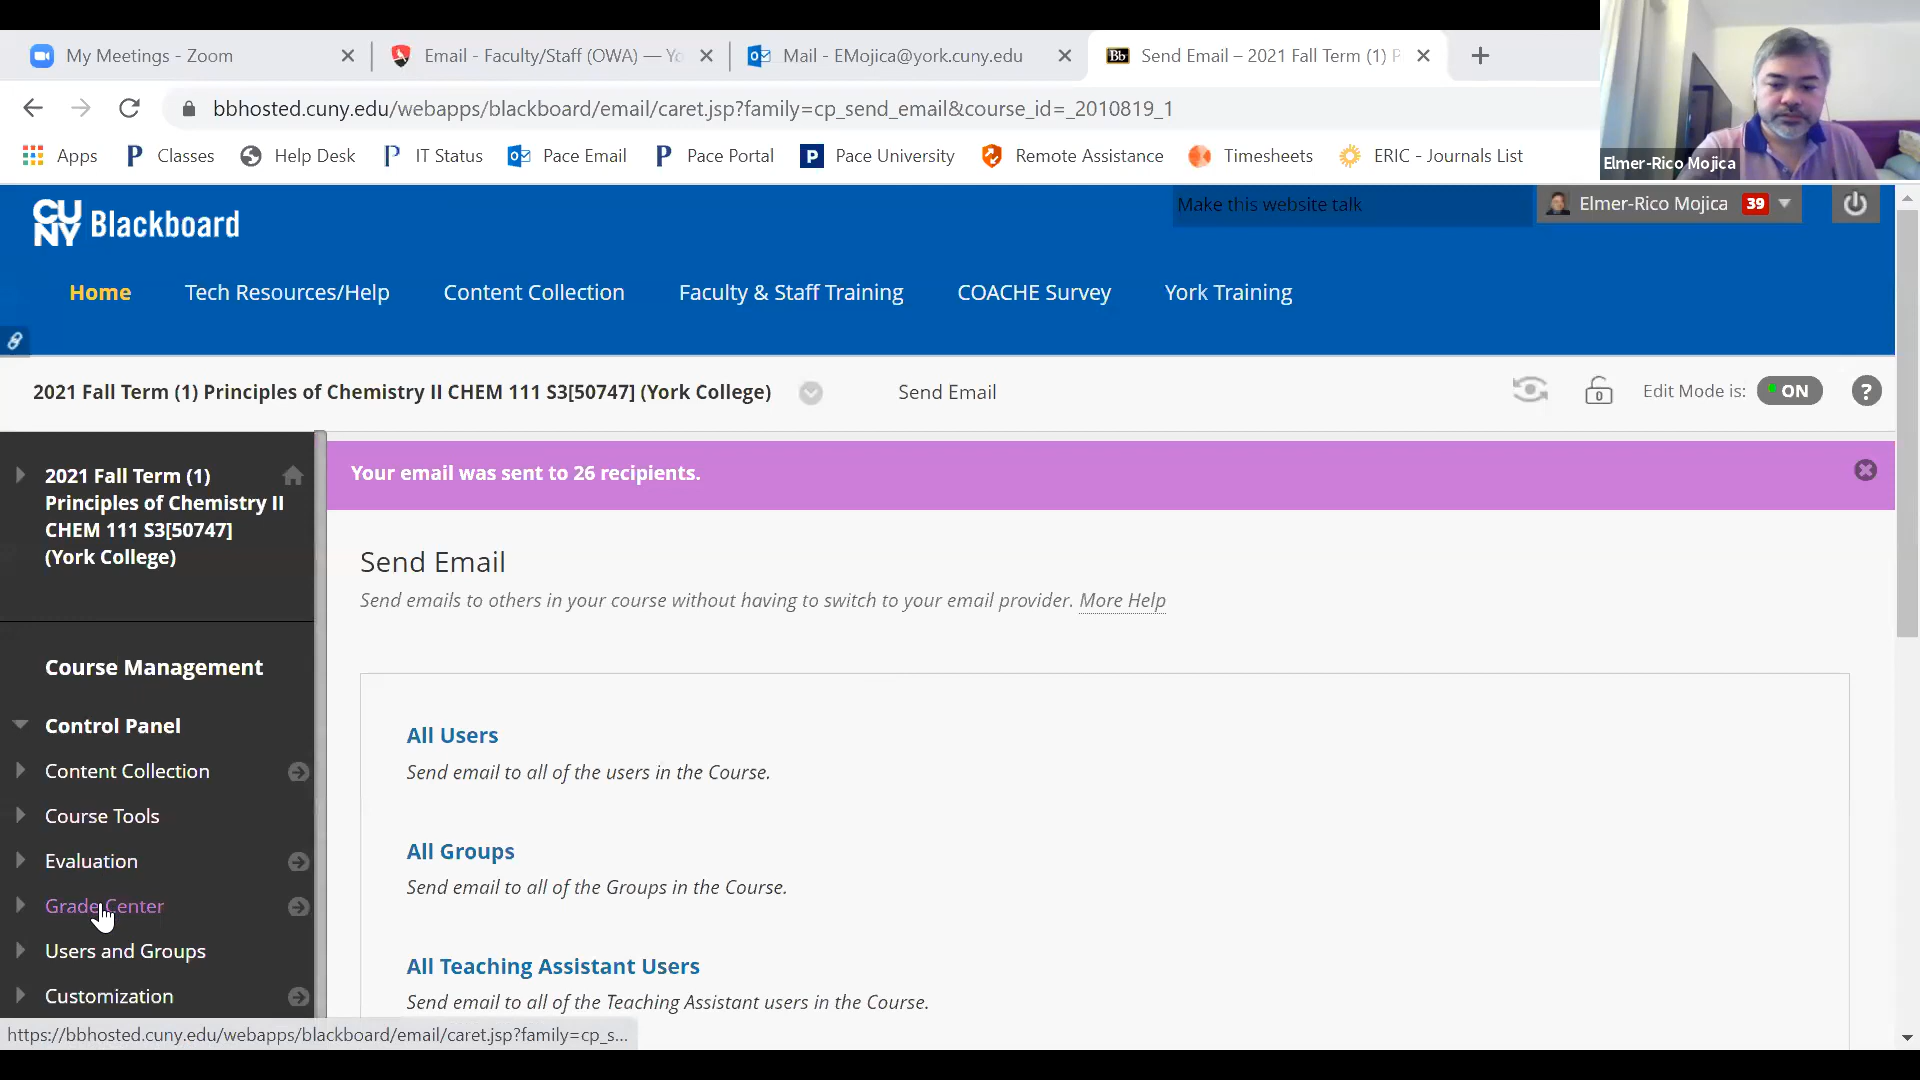 My Meetings - Zoom
Email - Faculty/Staff (OWA) — Yo
Mail - EMojica@york.cuny.edu
Bb
Send Email – 2021 Fall Term (1) P
bbhosted.cuny.edu/webapps/blackboard/email/caret.jsp?family=cp_send_email&course_id=_2010819_1
Apps
Classes
Help Desk
IT Status
Pace Email
Pace Portal
Pace University
Remote Assistance
Timesheets
ERIC - Journals List
Elmer-Rico Mojica
CU
NY
Blackboard
Make this website talk
Elmer-Rico Mojica 39
Home
Tech Resources/Help
Content Collection
Faculty & Staff Training
COACHE Survey
York Training
2021 Fall Term (1) Principles of Chemistry II CHEM 111 S3[50747] (York College)
Send Email
Edit Mode is: ON
?
2021 Fall Term (1)
Principles of Chemistry II
CHEM 111 S3[50747]
(York College)
Course Management
Control Panel
Content Collection
Course Tools
Evaluation
Grade Center
Users and Groups
Customization
Your email was sent to 26 recipients.
Send Email
Send emails to others in your course without having to switch to your email provider. More Help
All Users
Send email to all of the users in the Course.
All Groups
Send email to all of the Groups in the Course.
All Teaching Assistant Users
Send email to all of the Teaching Assistant users in the Course.
https://bbhosted.cuny.edu/webapps/blackboard/email/caret.jsp?family=cp_s...